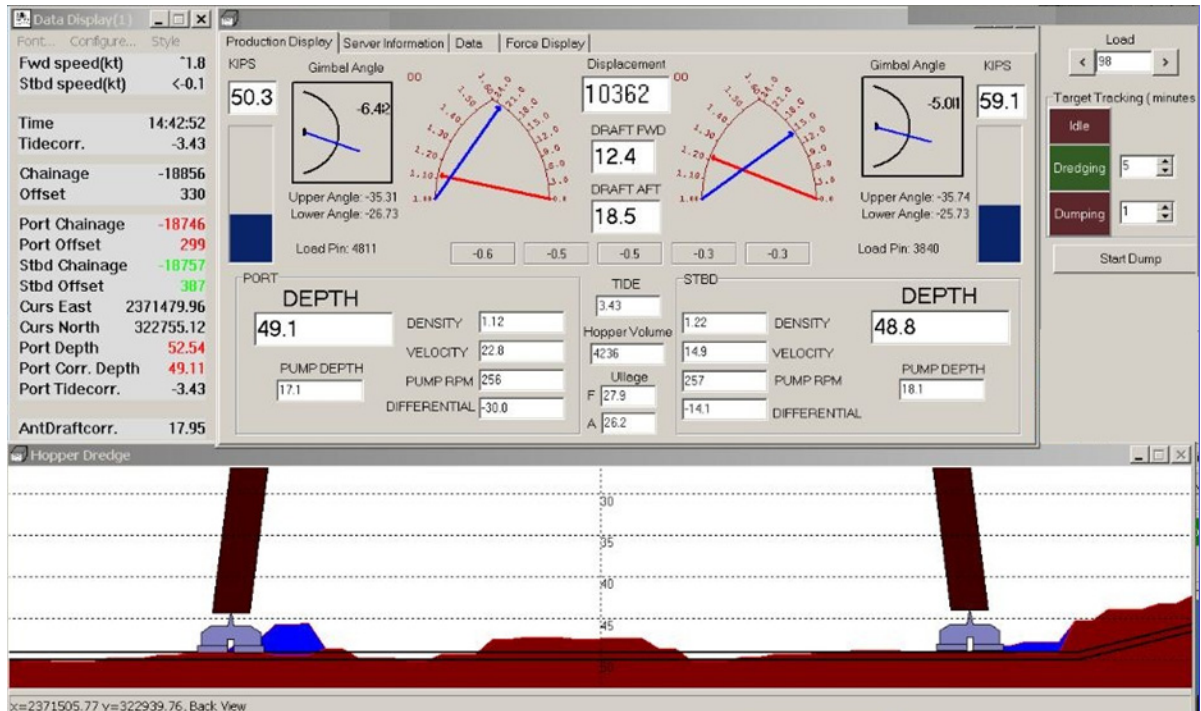 Data Display(1)
Font... Configure... Style
Fwd speed(kt) ˆ1.8
Stbd speed(kt) <-0.1
Time 14:42:52
Tidecorr. -3.43
Chainage -18856
Offset 330
Port Chainage -18746
Port Offset 299
Stbd Chainage -18757
Stbd Offset 387
Curs East 2371479.96
Curs North 322755.12
Port Depth 52.54
Port Corr. Depth 49.11
Port Tidecorr. -3.43
AntDraftcorr. 17.95
Production Display Server Information Data Force Display
KIPS
50.3
Gimbal Angle
-6.42
Upper Angle: -35.31
Lower Angle: -26.73
Load Pin: 4811
Displacement
10362
DRAFT FWD
12.4
DRAFT AFT
18.5
-0.6 -0.5 -0.5 -0.3 -0.3
Gimbal Angle
KIPS
59.1
Upper Angle: -35.74
Lower Angle: -25.73
Load Pin: 3840
PORT
DEPTH
49.1
PUMP DEPTH
17.1
DENSITY 1.12
VELOCITY 22.8
PUMP RPM 256
DIFFERENTIAL -30.0
TIDE
3.43
Hopper Volume
4236
Ullage
F 27.9
A 26.2
STBD
1.22 DENSITY
14.9 VELOCITY
257 PUMP RPM
-14.1 DIFFERENTIAL
DEPTH
48.8
PUMP DEPTH
18.1
Load
< 98 >
Target Tracking ( minutes
Idle
Dredging 5
Dumping 1
Start Dump
Hopper Dredge
30
35
40
45
50
x=2371505.77 y=322939.76, Back View